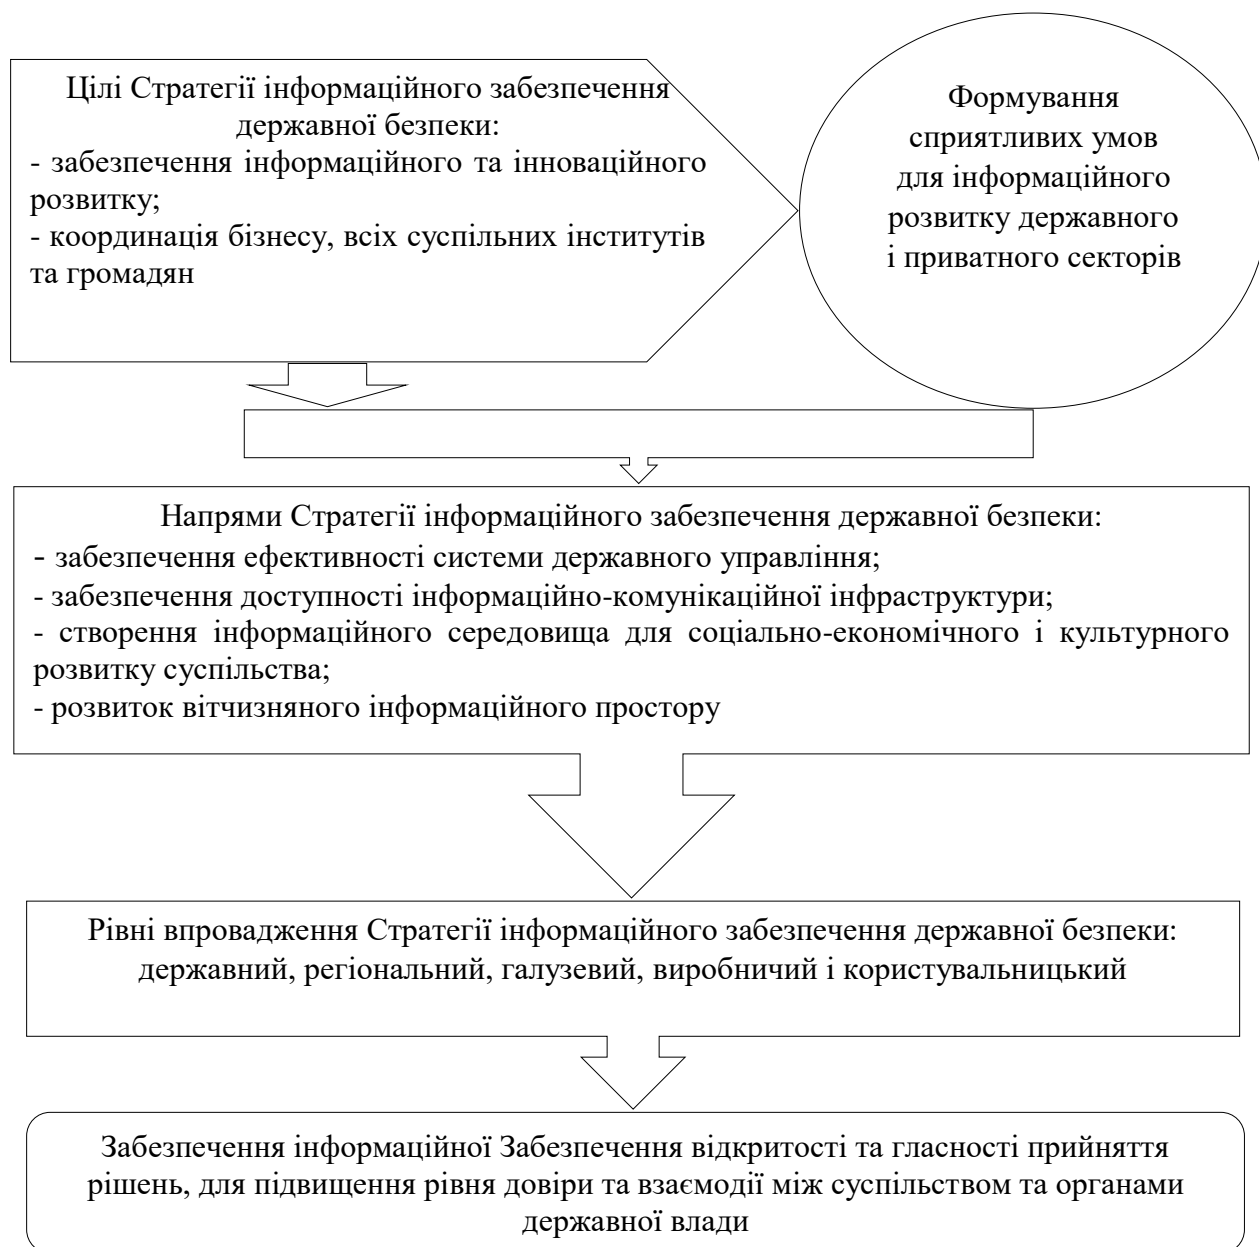 Цілі Стратегії інформаційного забезпечення
державної безпеки:
- забезпечення інформаційного та інноваційного
розвитку;
- координація бізнесу, всіх суспільних інститутів
та громадян
Формування
сприятливих умов
для інформаційного
розвитку державного
і приватного секторів
Напрями Стратегії інформаційного забезпечення державної безпеки:
- забезпечення ефективності системи державного управління;
- забезпечення доступності інформаційно-комунікаційної інфраструктури;
- створення інформаційного середовища для соціально-економічного і культурного
розвитку суспільства;
- розвиток вітчизняного інформаційного простору
Рівні впровадження Стратегії інформаційного забезпечення державної безпеки:
державний, регіональний, галузевий, виробничий і користувальницький
Забезпечення інформаційної Забезпечення відкритості та гласності прийняття
рішень, для підвищення рівня довіри та взаємодії між суспільством та органами
державної влади